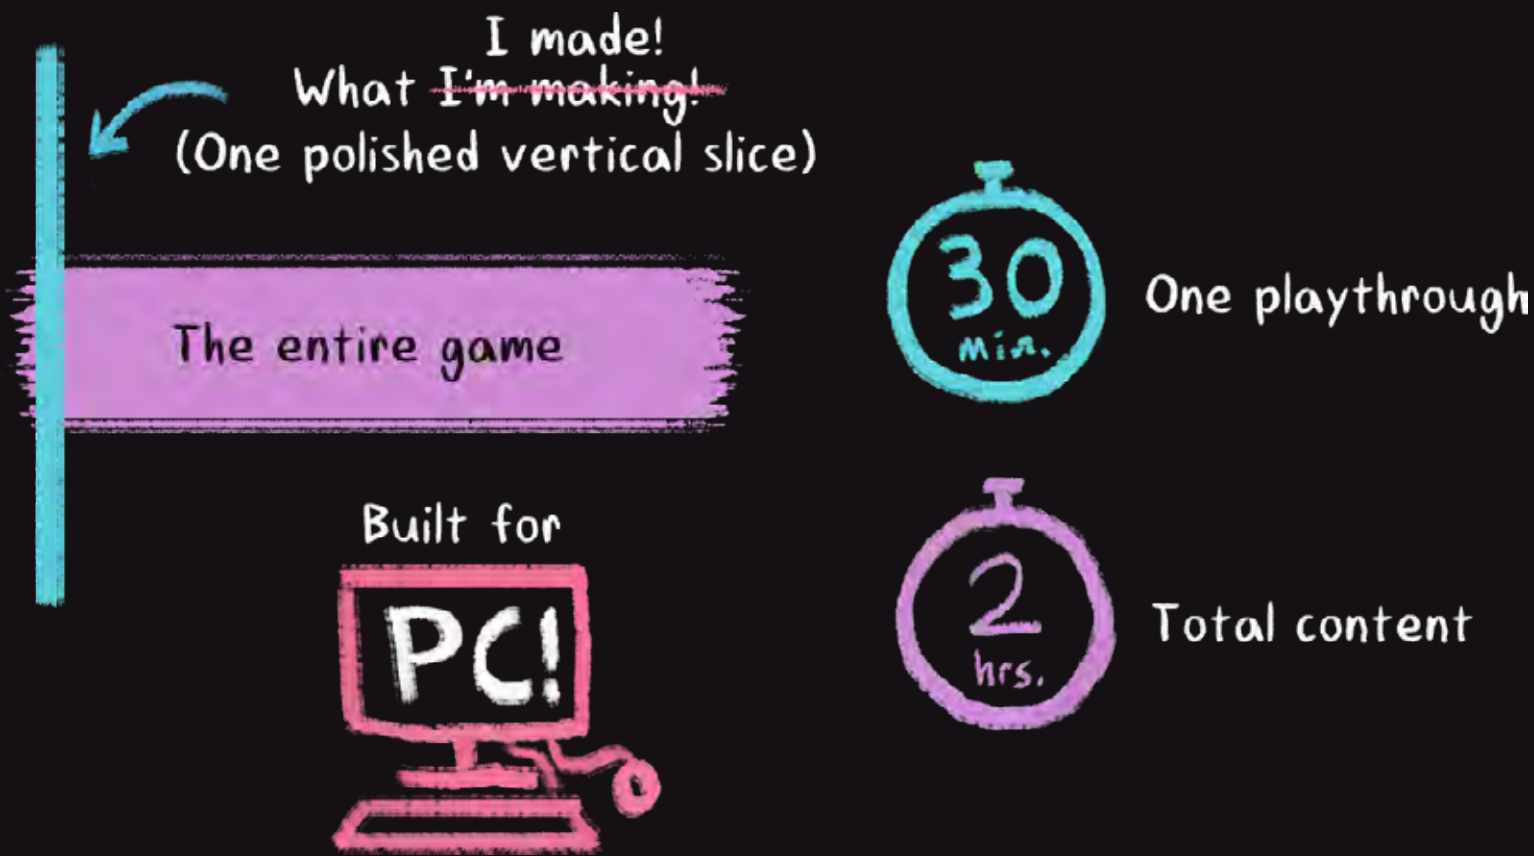 I made!
What I'm making!
(One polished vertical slice)
The entire game
30
min.
One playthrough
Built for
PC!
2
hrs.
Total content